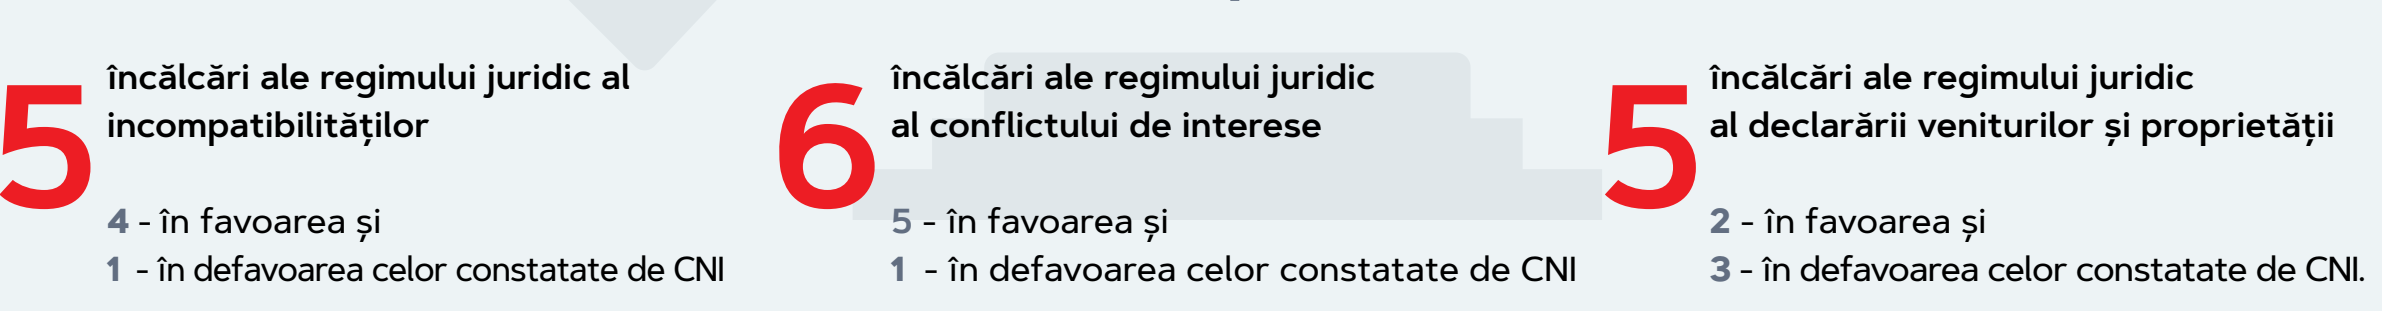 5
încălcări ale regimului juridic al
incompatibilităților
4 - în favoarea și
1 - în defavoarea celor constatate de CNI
6
încălcări ale regimului juridic
al conflictului de interese
5 - în favoarea și
1 - în defavoarea celor constatate de CNI
5
încălcări ale regimului juridic
al declarării veniturilor și proprietății
2 - în favoarea și
3 - în defavoarea celor constatate de CNI.